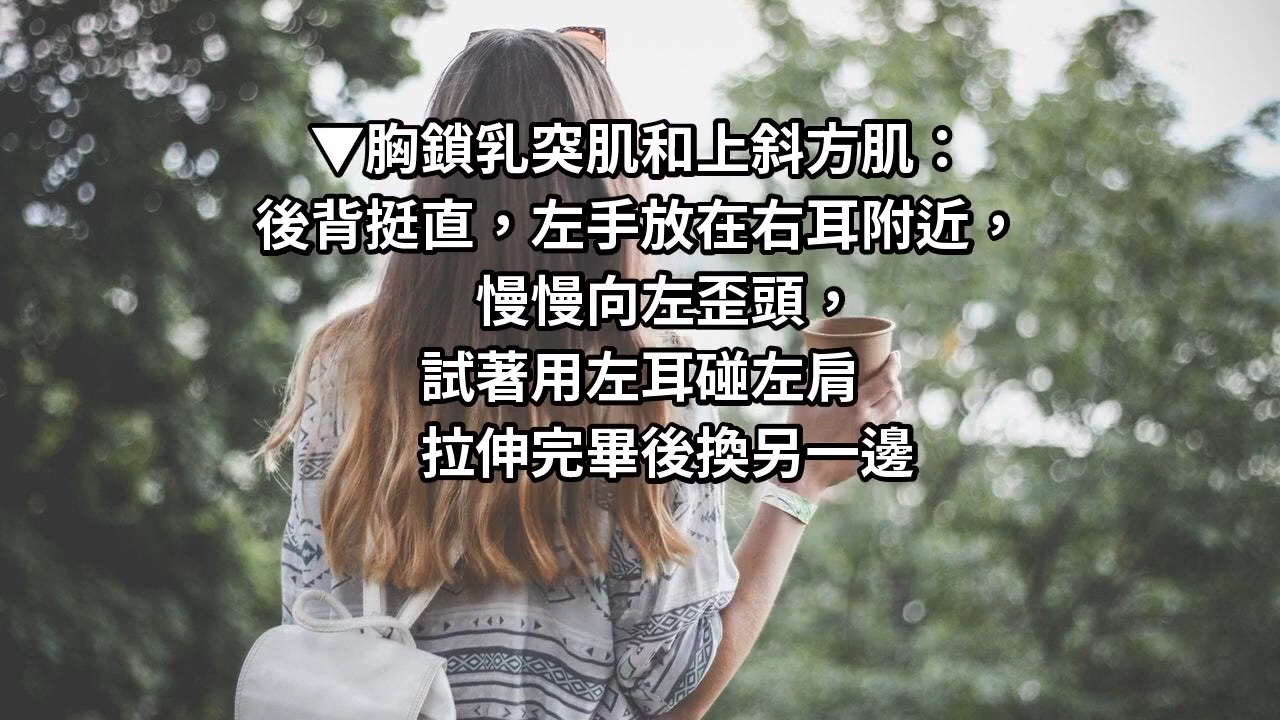 ▼胸鎖乳突肌和上斜方肌：
後背挺直，左手放在右耳附近，
慢慢向左歪頭，
試著用左耳碰左肩
拉伸完畢後換另一邊